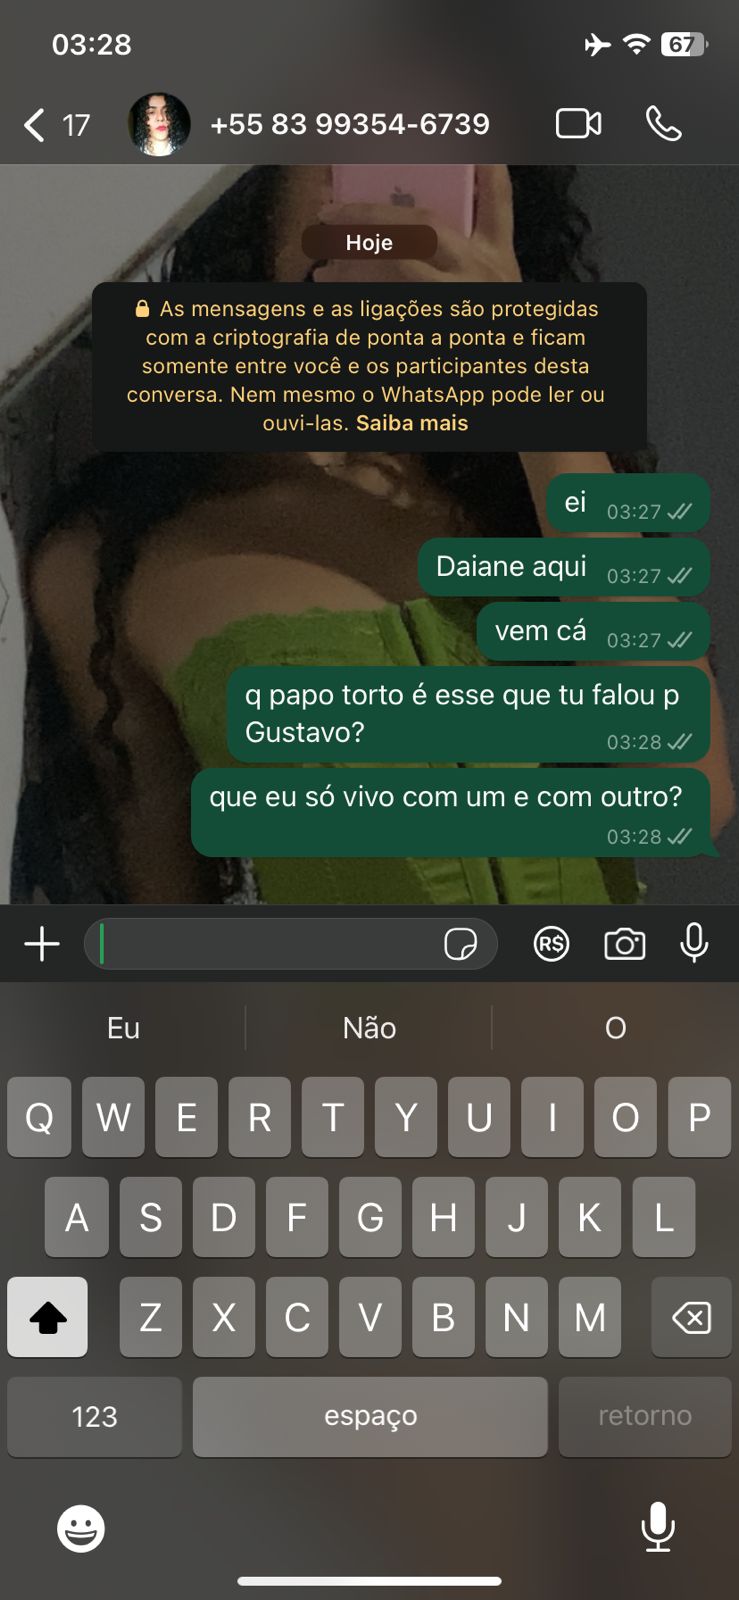 03:28
67
17
+55 83 99354-6739
Hoje
As mensagens e as ligações são protegidas
com a criptografia de ponta a ponta e ficam
somente entre você e os participantes desta
conversa. Nem mesmo o WhatsApp pode ler ou
ouvi-las. Saiba mais
ei 03:27
Daiane aqui 03:27
vem cá 03:27
q papo torto é esse que tu falou p
Gustavo? 03:28
que eu só vivo com um e com outro?
03:28
R$
Eu Não O
Q W E R T Y U I O P
A S D F G H J K L
Z X C V B N M
123 espaço retorno